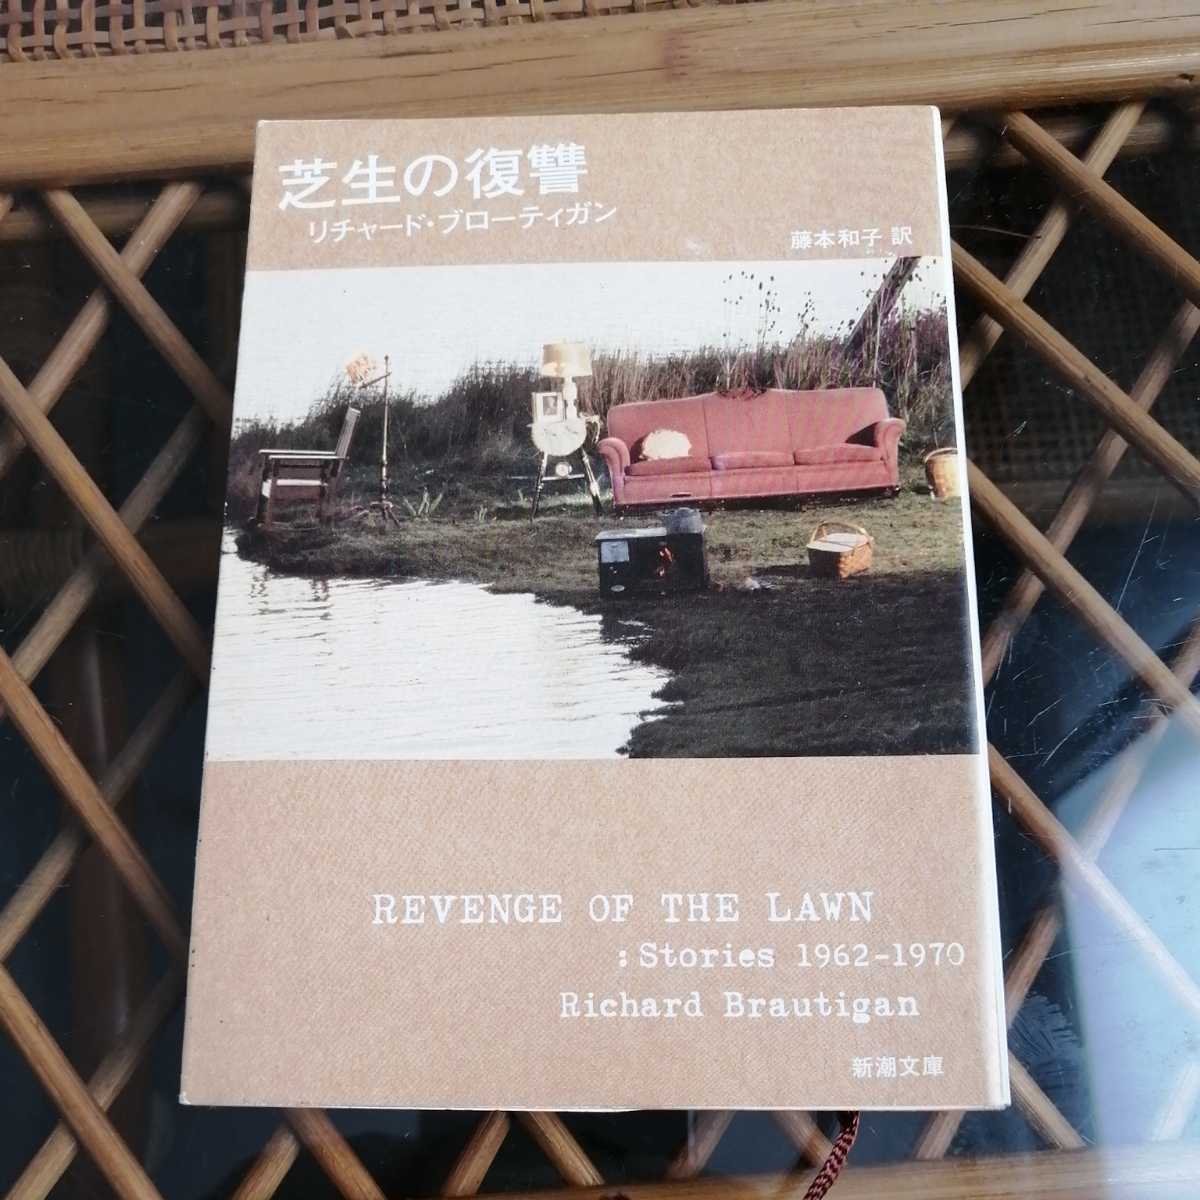 芝生の復讐
リチャード・ブローティガン
藤本和子 訳
REVENGE OF THE LAWN
:Stories 1962-1970
Richard Brautigan
新潮文庫